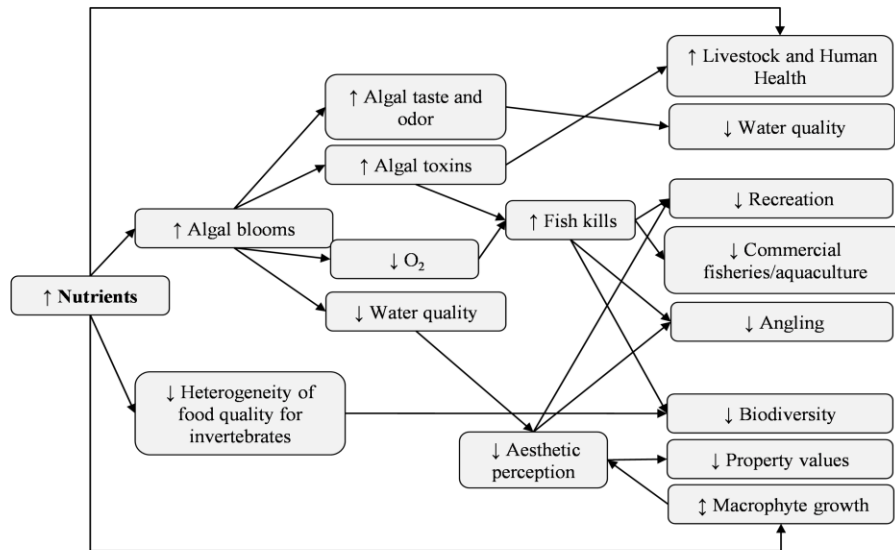 ↑ Livestock and Human
Health
↑ Algal taste and
odor
↓ Water quality
↑ Algal toxins
↓ Recreation
↑ Algal blooms
↑ Fish kills
↓ O₂
↓ Commercial
fisheries/aquaculture
↑ Nutrients
↓ Water quality
↓ Angling
↓ Heterogeneity of
food quality for
invertebrates
↓ Biodiversity
↓ Aesthetic
perception
↓ Property values
↕ Macrophyte growth